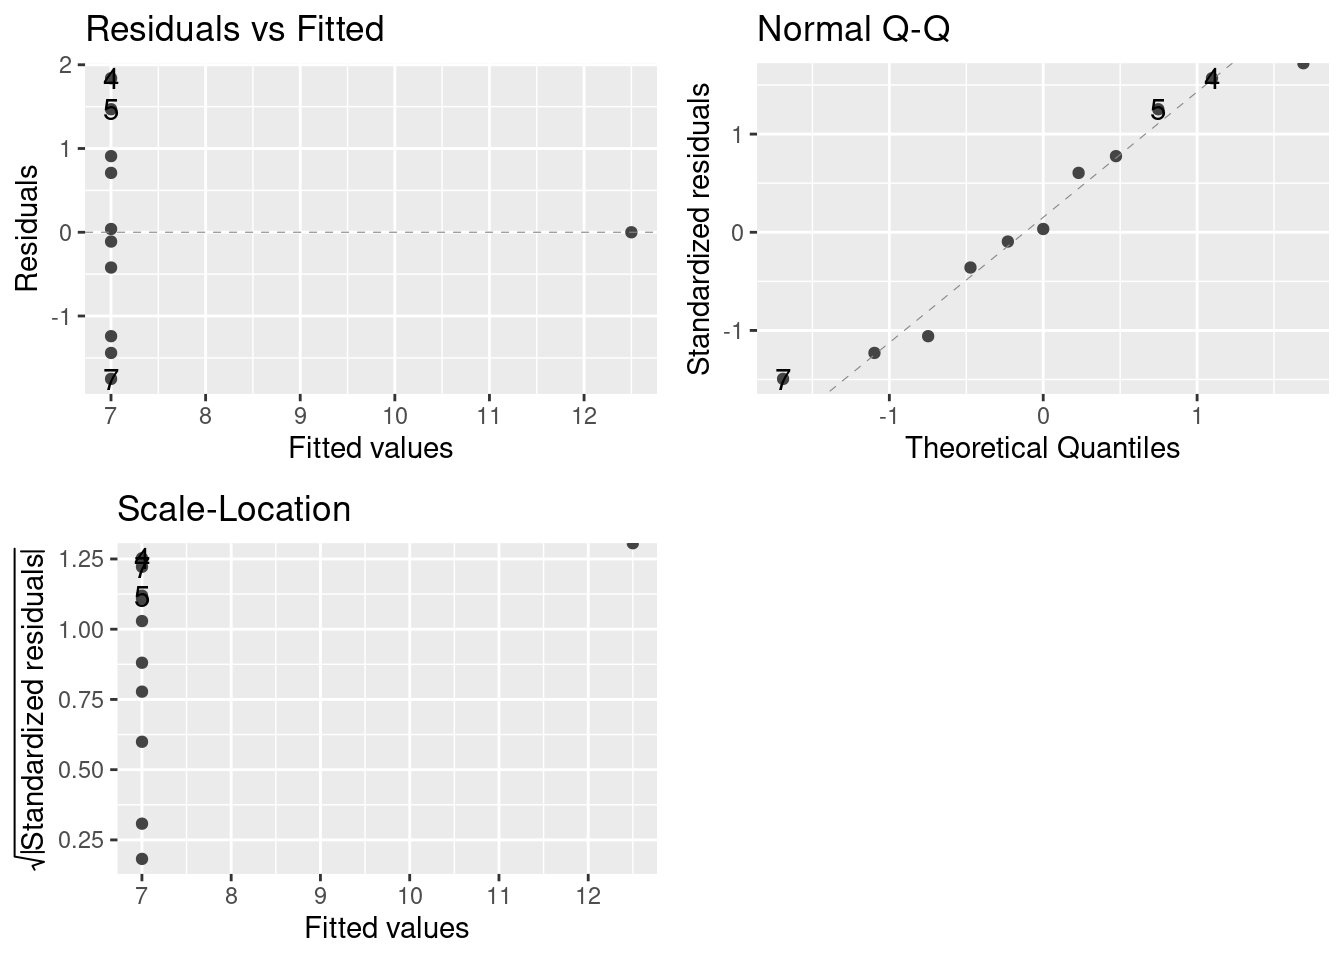 Residuals vs Fitted
Residuals
2
1
0
-1
4
5
7
7 8 9 10 11 12
Fitted values
Normal Q-Q
Standardized residuals
1
0
-1
4
5
7
-1 0 1
Theoretical Quantiles
Scale-Location
√|Standardized residuals|
1.25
1.00
0.75
0.50
0.25
4
7
5
7 8 9 10 11 12
Fitted values